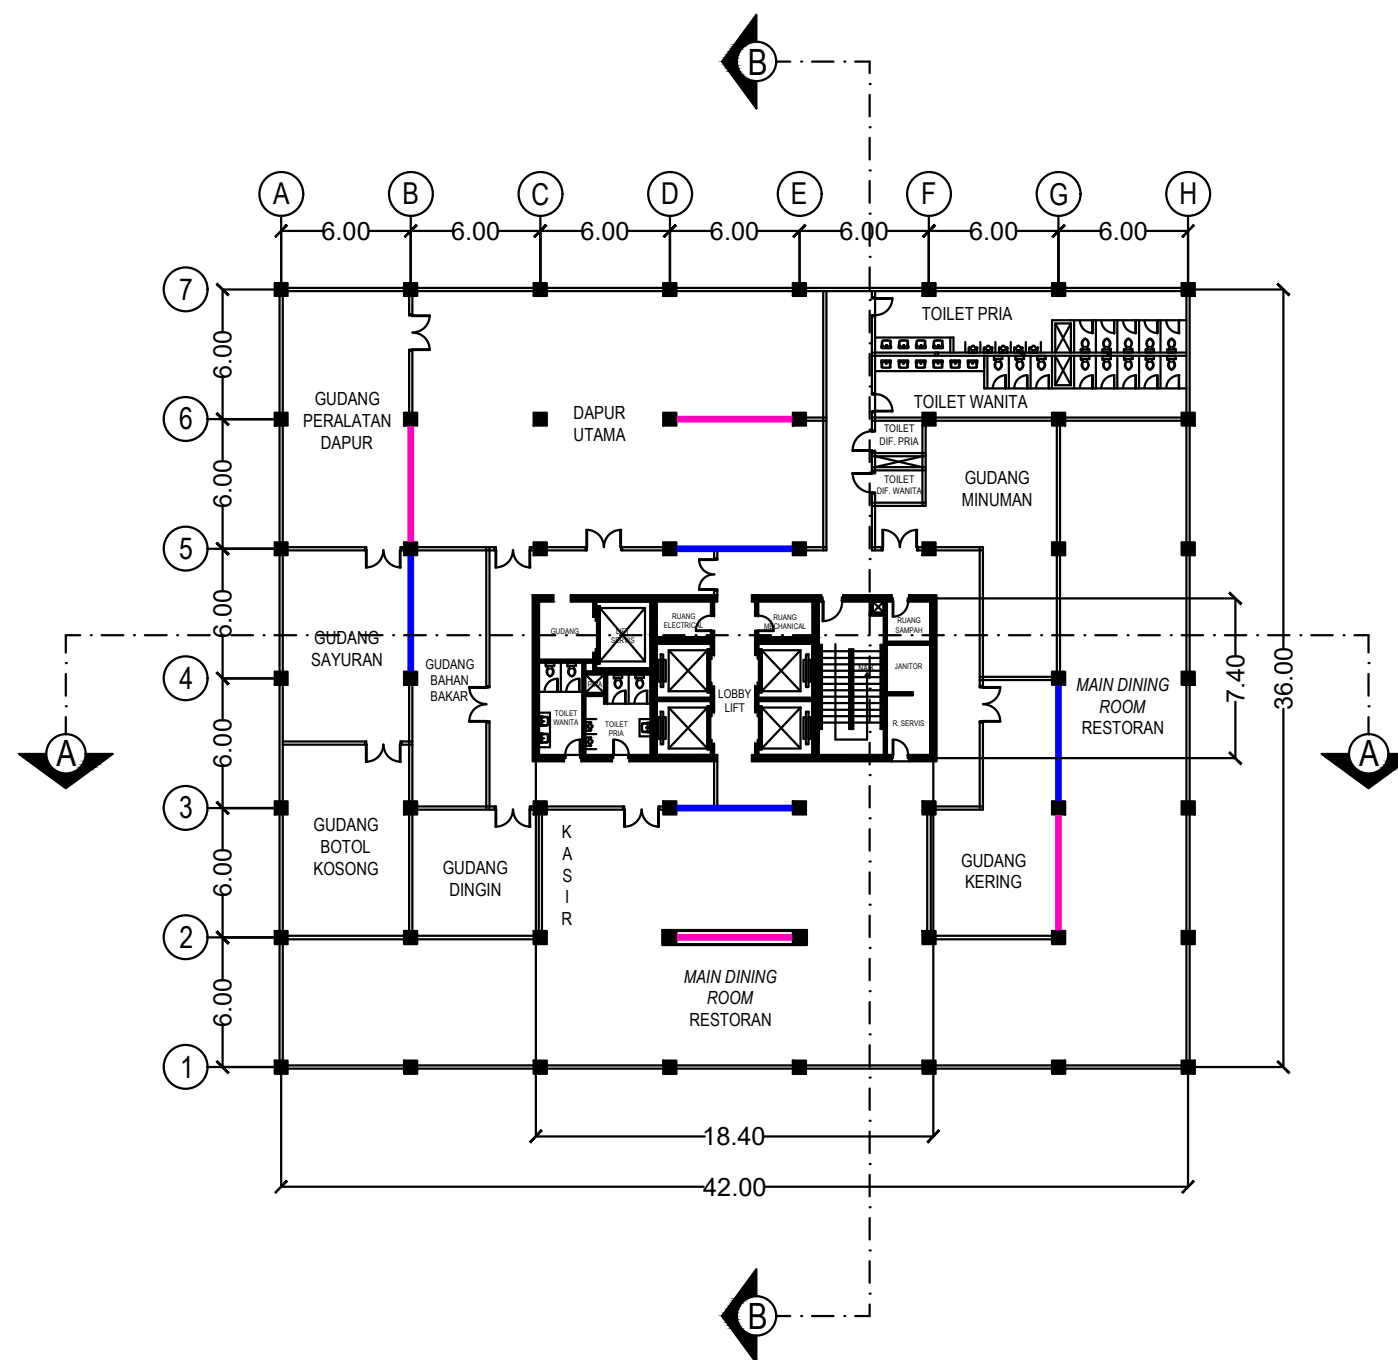 B
A
B
C
D
E
F
G
H
6.00
6.00
6.00
6.00
6.00
6.00
6.00
7
6
5
4
3
2
1
6.00
6.00
6.00
6.00
6.00
6.00
TOILET PRIA
TOILET WANITA
GUDANG
PERALATAN
DAPUR
DAPUR
UTAMA
TOILET
DIF. PRIA
TOILET
DIF. WANITA
GUDANG
MINUMAN
GUDANG
SAYURAN
GUDANG
BAHAN
BAKAR
GUDANG
LIFT
SERVIS
RUANG
ELECTRICAL
RUANG
MECHANICAL
RUANG
SAMPAH
NAIK
JANITOR
R. SERVIS
LOBBY
LIFT
TOILET
WANITA
TOILET
PRIA
MAIN DINING
ROOM
RESTORAN
7.40
36.00
A
A
GUDANG
BOTOL
KOSONG
GUDANG
DINGIN
K
A
S
I
R
GUDANG
KERING
MAIN DINING
ROOM
RESTORAN
18.40
42.00
B